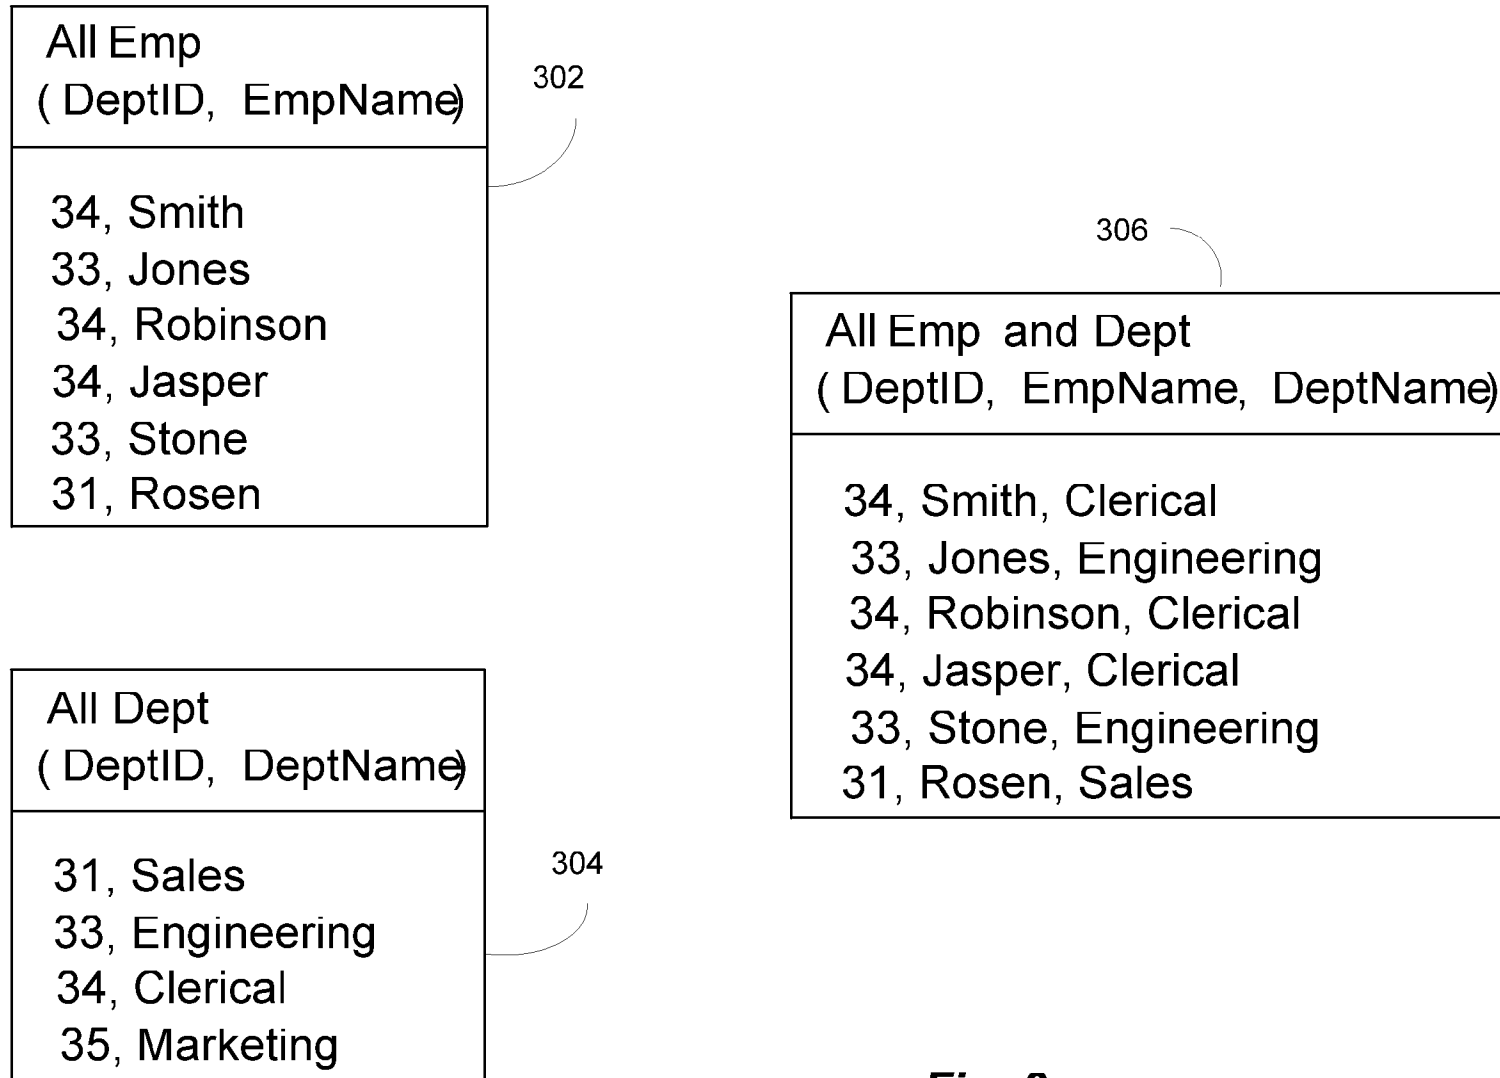 All Emp
( DeptID, EmpName)
302
34, Smith
33, Jones
34, Robinson
34, Jasper
33, Stone
31, Rosen
306
All Emp and Dept
( DeptID, EmpName, DeptName)
34, Smith, Clerical
33, Jones, Engineering
34, Robinson, Clerical
34, Jasper, Clerical
33, Stone, Engineering
31, Rosen, Sales
All Dept
( DeptID, DeptName)
304
31, Sales
33, Engineering
34, Clerical
35, Marketing